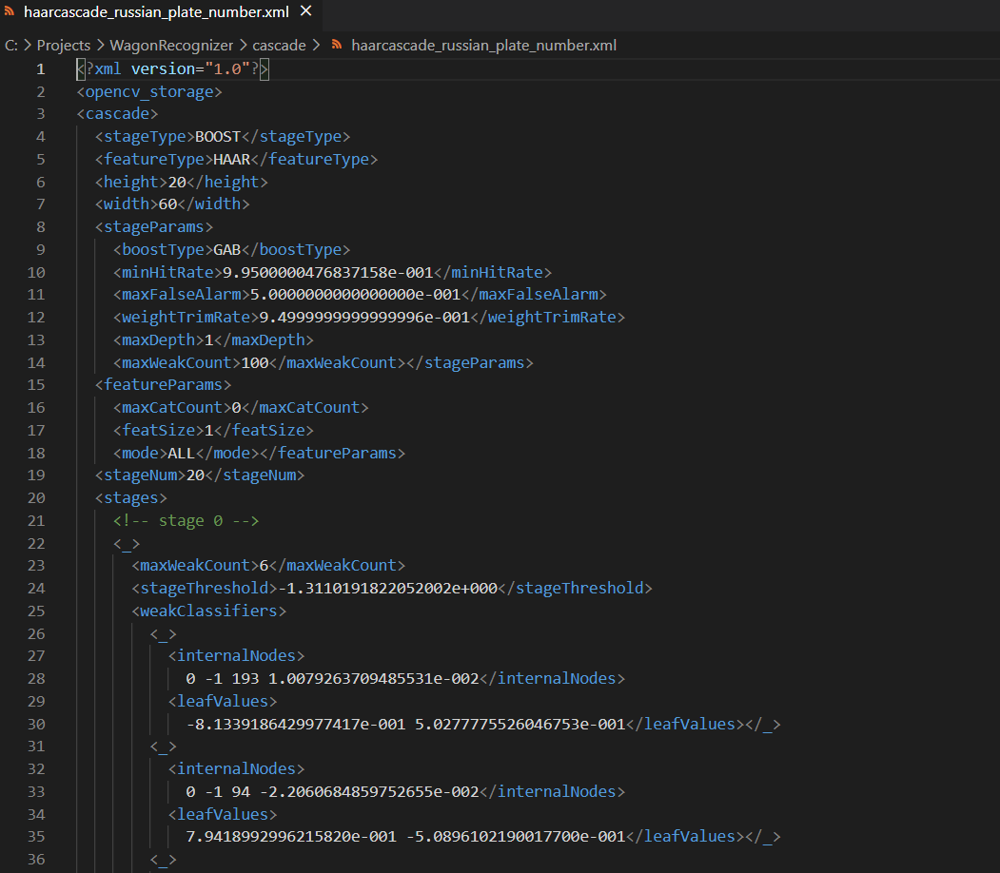 haarcascade_russian_plate_number.xml ×
C: > Projects > WagonRecognizer > cascade > haarcascade_russian_plate_number.xml
1 <?xml version="1.0"?>
2 <opencv_storage>
3 <cascade>
4 <stageType>BOOST</stageType>
5 <featureType>HAAR</featureType>
6 <height>20</height>
7 <width>60</width>
8 <stageParams>
9 <boostType>GAB</boostType>
10 <minHitRate>9.9500000476837158e-001</minHitRate>
11 <maxFalseAlarm>5.0000000000000000e-001</maxFalseAlarm>
12 <weightTrimRate>9.4999999999999996e-001</weightTrimRate>
13 <maxDepth>1</maxDepth>
14 <maxWeakCount>100</maxWeakCount></stageParams>
15 <featureParams>
16 <maxCatCount>0</maxCatCount>
17 <featSize>1</featSize>
18 <mode>ALL</mode></featureParams>
19 <stageNum>20</stageNum>
20 <stages>
21 <!-- stage 0 -->
22 <_>
23 <maxWeakCount>6</maxWeakCount>
24 <stageThreshold>-1.3110191822052002e+000</stageThreshold>
25 <weakClassifiers>
26 <_>
27 <internalNodes>
28 0 -1 193 1.0079263709485531e-002</internalNodes>
29 <leafValues>
30 -8.1339186429977417e-001 5.0277775526046753e-001</leafValues></_>
31 <_>
32 <internalNodes>
33 0 -1 94 -2.2060684859752655e-002</internalNodes>
34 <leafValues>
35 7.9418992996215820e-001 -5.0896102190017700e-001</leafValues></_>
36 <_>